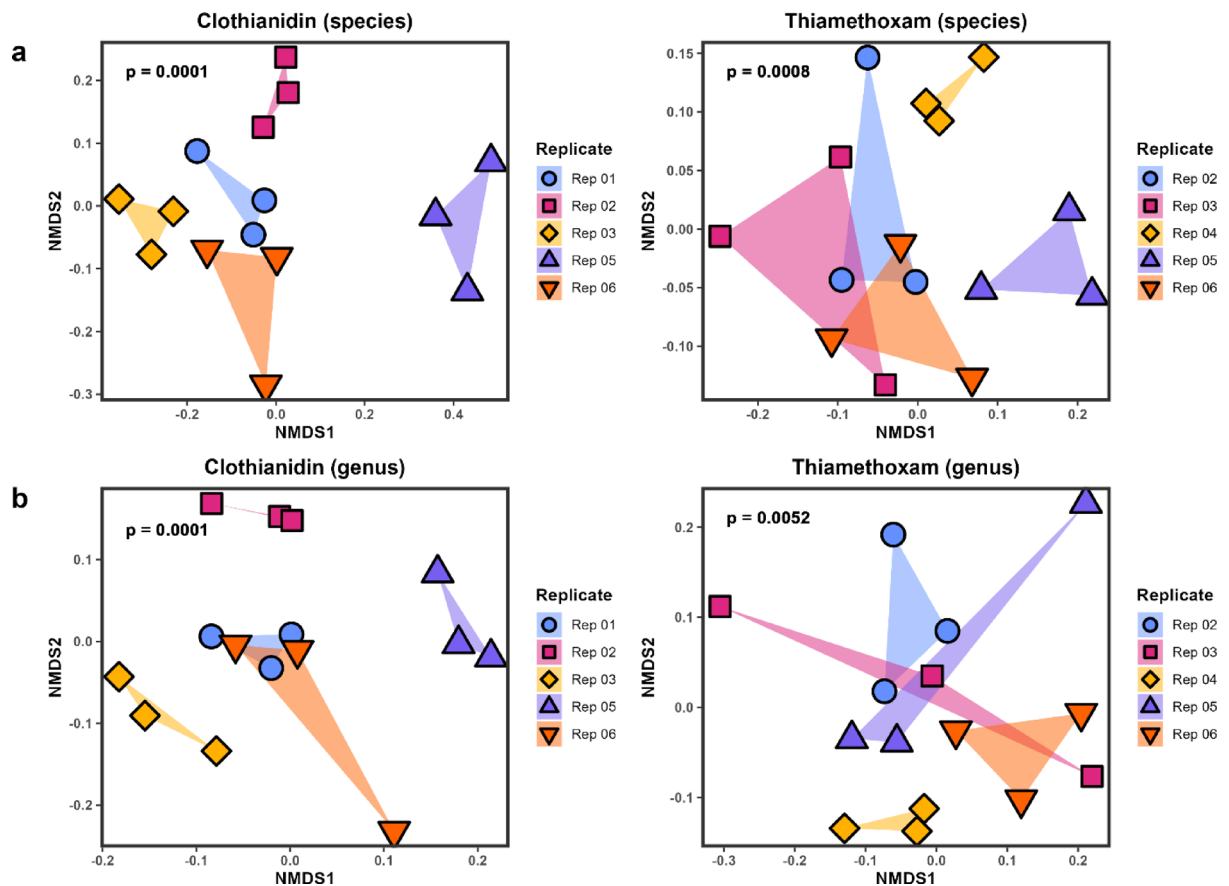 a
Clothianidin (species)
p = 0.0001
NMDS2
0.2
0.1
0.0
-0.1
-0.2
-0.3
-0.2
0.0
0.2
0.4
NMDS1
Replicate
Rep 01
Rep 02
Rep 03
Rep 05
Rep 06
Thiamethoxam (species)
p = 0.0008
NMDS2
0.15
0.10
0.05
0.00
-0.05
-0.10
-0.2
-0.1
0.0
0.1
0.2
NMDS1
Replicate
Rep 02
Rep 03
Rep 04
Rep 05
Rep 06
b
Clothianidin (genus)
p = 0.0001
NMDS2
0.1
0.0
-0.1
-0.2
-0.2
-0.1
0.0
0.1
0.2
NMDS1
Replicate
Rep 01
Rep 02
Rep 03
Rep 05
Rep 06
Thiamethoxam (genus)
p = 0.0052
NMDS2
0.2
0.1
0.0
-0.1
-0.3
-0.2
-0.1
0.0
0.1
0.2
NMDS1
Replicate
Rep 02
Rep 03
Rep 04
Rep 05
Rep 06